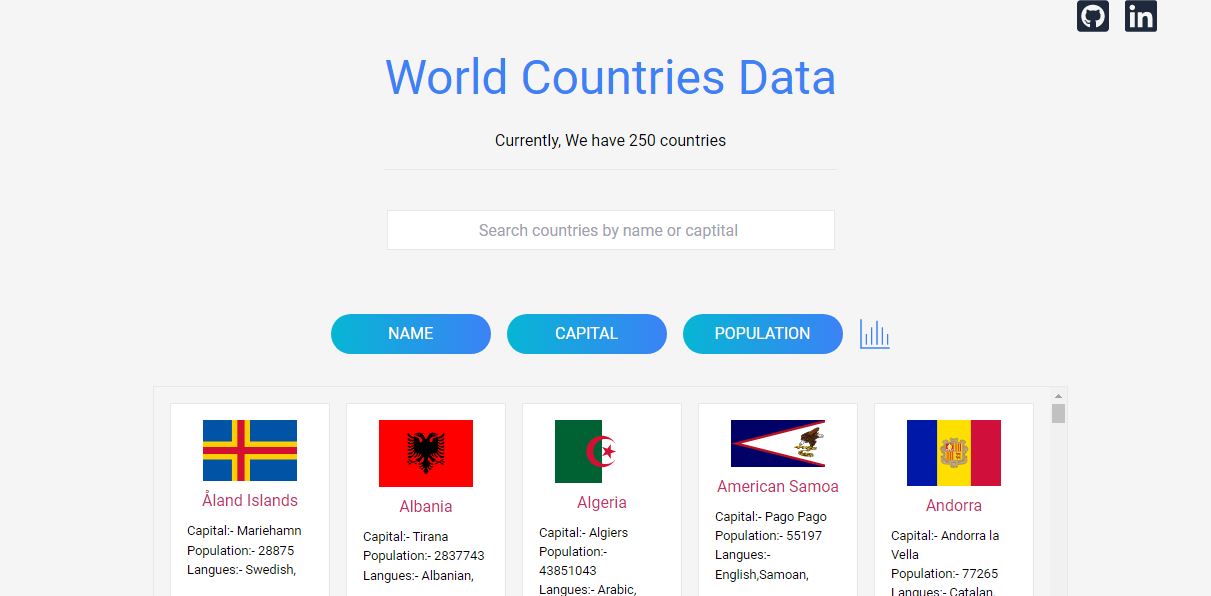 in
World Countries Data
Currently, We have 250 countries
Search countries by name or captital
NAME
CAPITAL
POPULATION
Åland Islands
Capital:- Mariehamn
Population:- 28875
Langues:- Swedish,
Albania
Capital:- Tirana
Population:- 2837743
Langues:- Albanian,
Algeria
Capital:- Algiers
Population:-
43851043
Langues:- Arabic,
American Samoa
Capital:- Pago Pago
Population:- 55197
Langues:-
English,Samoan,
Andorra
Capital:- Andorra la
Vella
Population:- 77265
Langues:- Catalan,